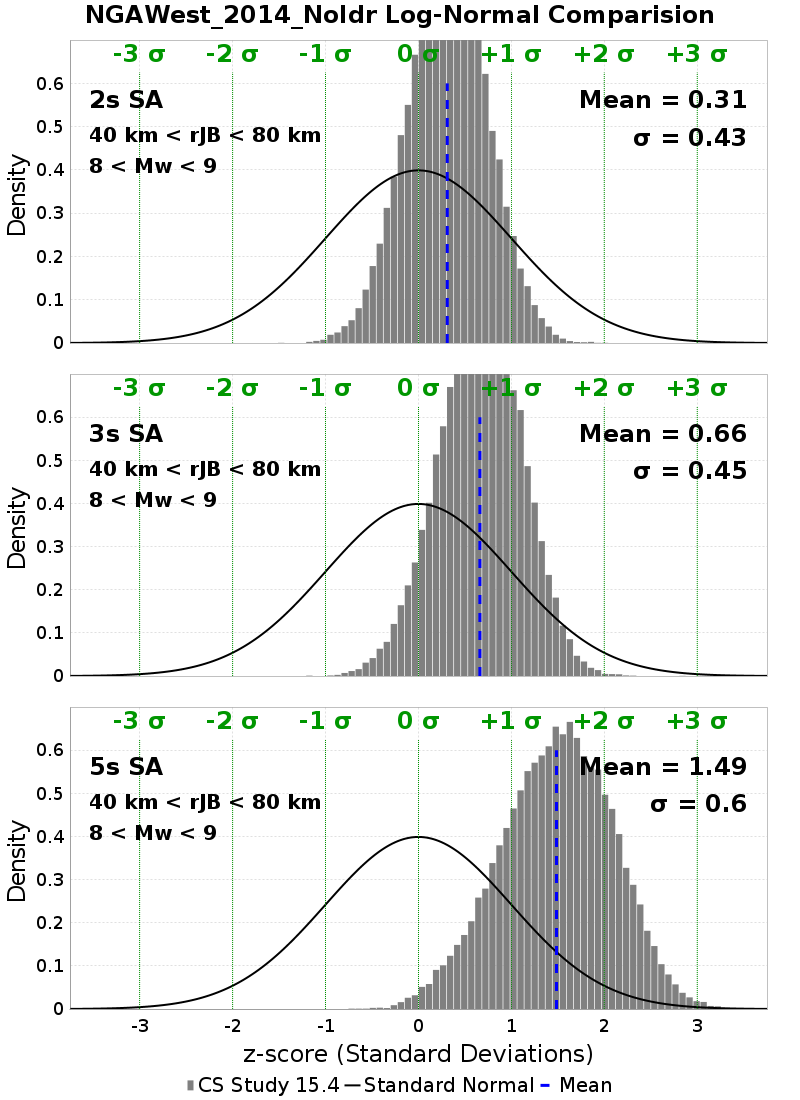 NGAWest_2014_NoIdr Log-Normal Comparision
-3 σ -2 σ -1 σ 0 σ +1 σ +2 σ +3 σ
0.6
2s SA Mean = 0.31
0.5
40 km < rJB < 80 km σ = 0.43
8 < Mw < 9
0.4
Density
0.3
0.2
0.1
0
-3 σ -2 σ -1 σ 0 σ +1 σ +2 σ +3 σ
0.6
3s SA Mean = 0.66
0.5
40 km < rJB < 80 km σ = 0.45
8 < Mw < 9
0.4
Density
0.3
0.2
0.1
0
-3 σ -2 σ -1 σ 0 σ +1 σ +2 σ +3 σ
0.6
5s SA Mean = 1.49
0.5
40 km < rJB < 80 km σ = 0.6
8 < Mw < 9
0.4
Density
0.3
0.2
0.1
0
-3 -2 -1 0 1 2 3
z-score (Standard Deviations)
CS Study 15.4 Standard Normal Mean